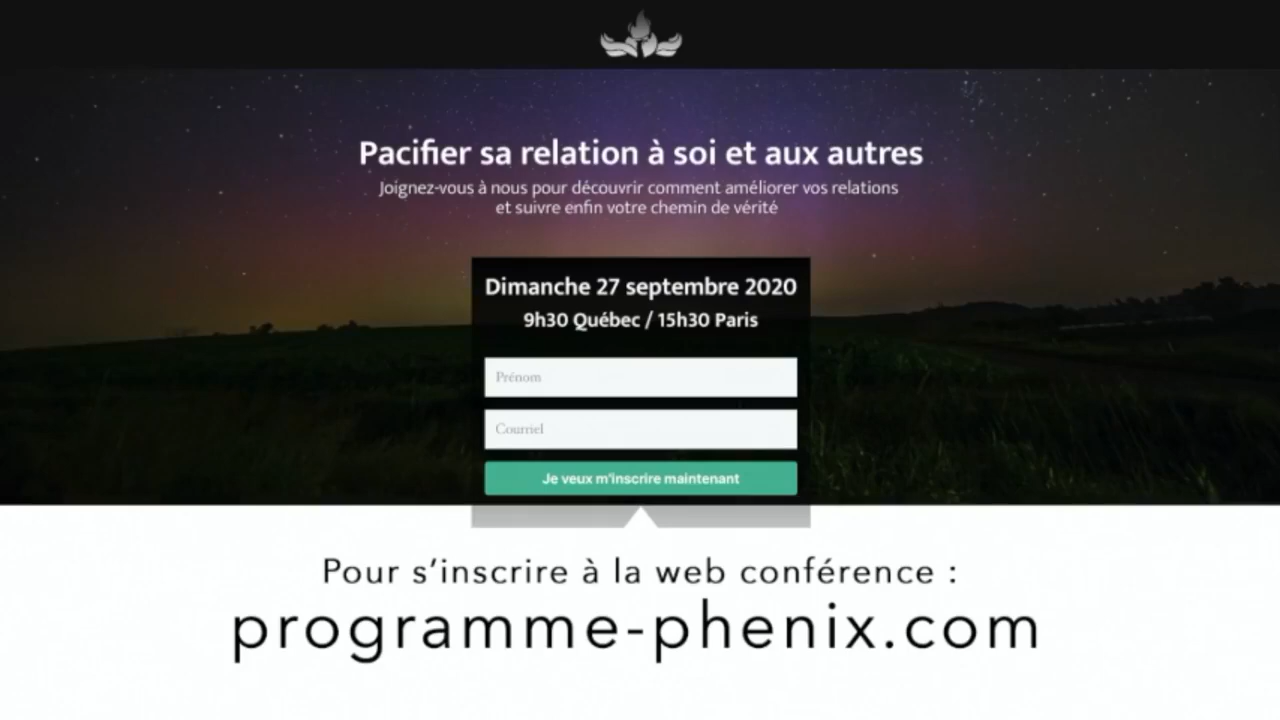 Pacifier sa relation à soi et aux autres
Joignez-vous à nous pour découvrir comment améliorer vos relations
et suivre enfin votre chemin de vérité
Dimanche 27 septembre 2020
9h30 Québec / 15h30 Paris
Prénom
Courriel
Je veux m'inscrire maintenant
Pour s'inscrire à la web conférence :
programme-phenix.com